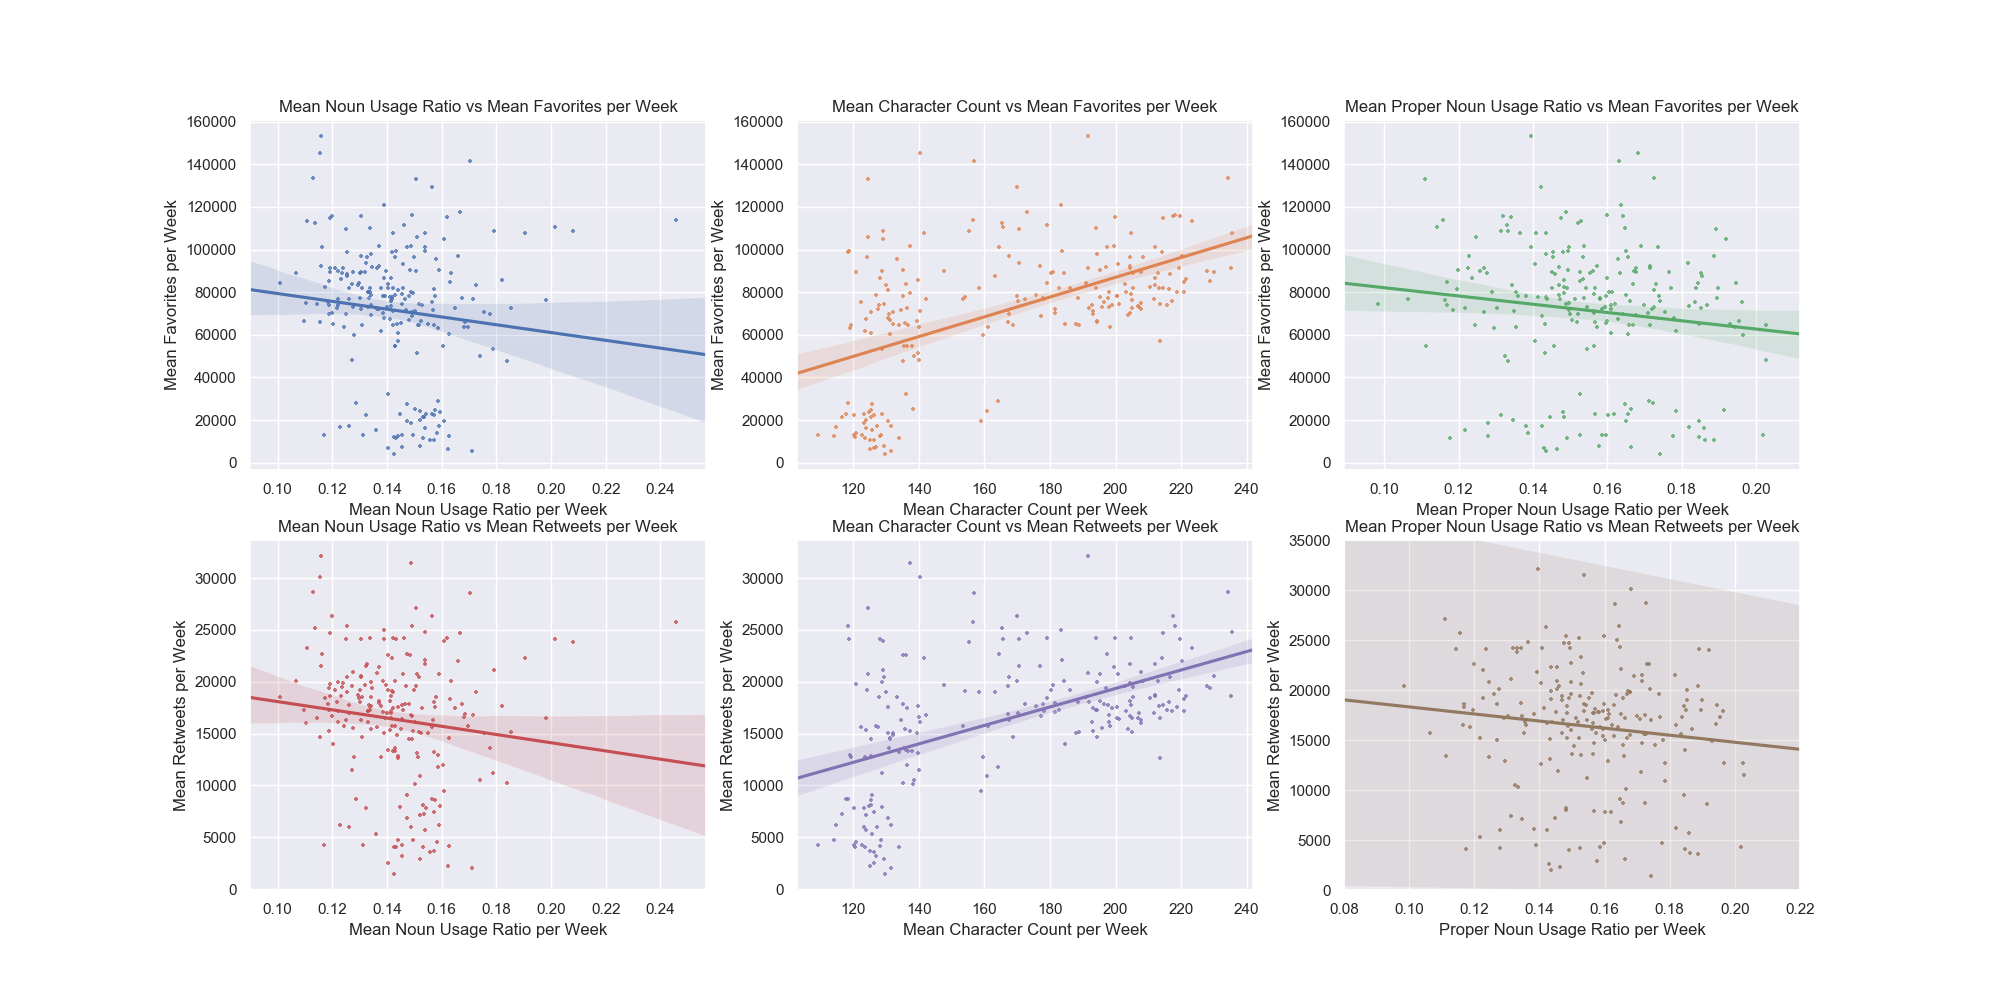 Mean Noun Usage Ratio vs Mean Favorites per Week
Mean Favorites per Week
160000
140000
120000
100000
80000
60000
40000
20000
0
0.10 0.12 0.14 0.16 0.18 0.20 0.22 0.24
Mean Noun Usage Ratio per Week
Mean Character Count vs Mean Favorites per Week
Mean Favorites per Week
160000
140000
120000
100000
80000
60000
40000
20000
0
120 140 160 180 200 220 240
Mean Character Count per Week
Mean Proper Noun Usage Ratio vs Mean Favorites per Week
Mean Favorites per Week
160000
140000
120000
100000
80000
60000
40000
20000
0
0.10 0.12 0.14 0.16 0.18 0.20
Mean Proper Noun Usage Ratio per Week
Mean Noun Usage Ratio vs Mean Retweets per Week
Mean Retweets per Week
30000
25000
20000
15000
10000
5000
0
0.10 0.12 0.14 0.16 0.18 0.20 0.22 0.24
Mean Noun Usage Ratio per Week
Mean Character Count vs Mean Retweets per Week
Mean Retweets per Week
30000
25000
20000
15000
10000
5000
0
120 140 160 180 200 220 240
Mean Character Count per Week
Mean Proper Noun Usage Ratio vs Mean Retweets per Week
Mean Retweets per Week
35000
30000
25000
20000
15000
10000
5000
0
0.08 0.10 0.12 0.14 0.16 0.18 0.20 0.22
Proper Noun Usage Ratio per Week